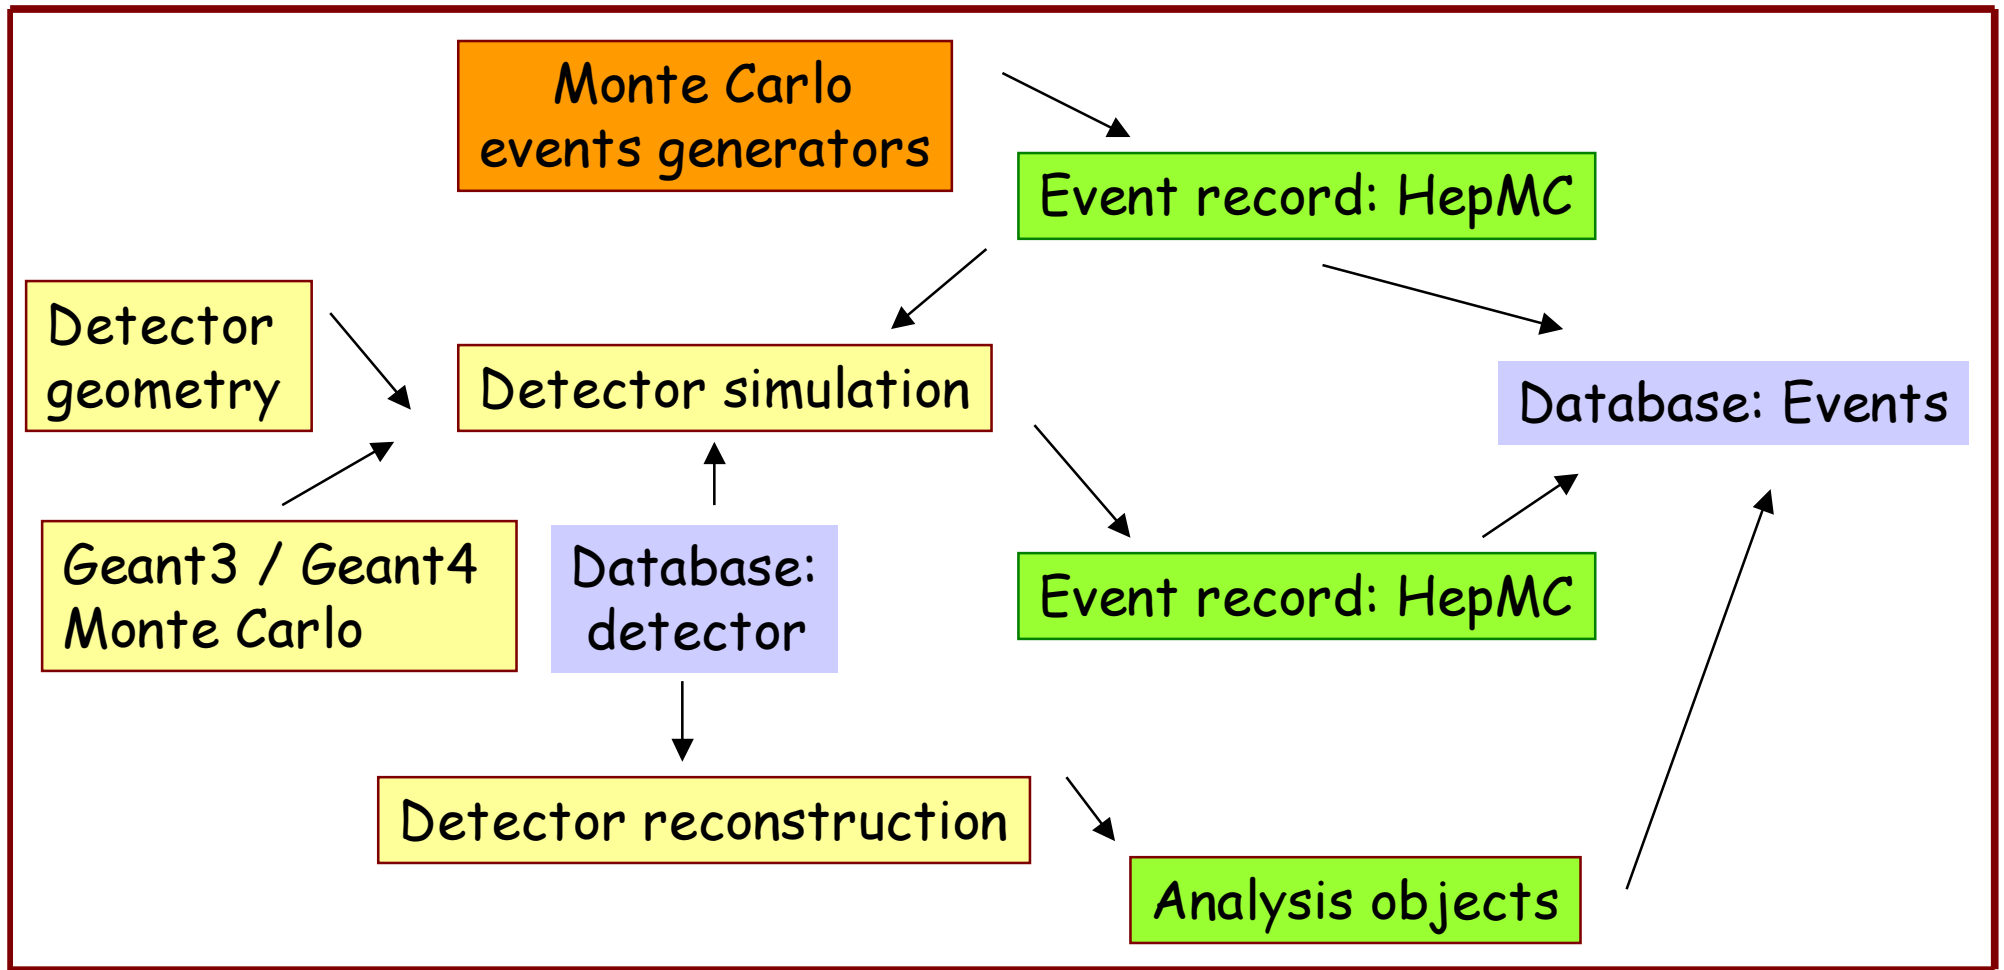 Monte Carlo
events generators
Event record: HepMC
Detector
geometry
Detector simulation
Database: Events
Geant3 / Geant4
Monte Carlo
Database:
detector
Event record: HepMC
Detector reconstruction
Analysis objects